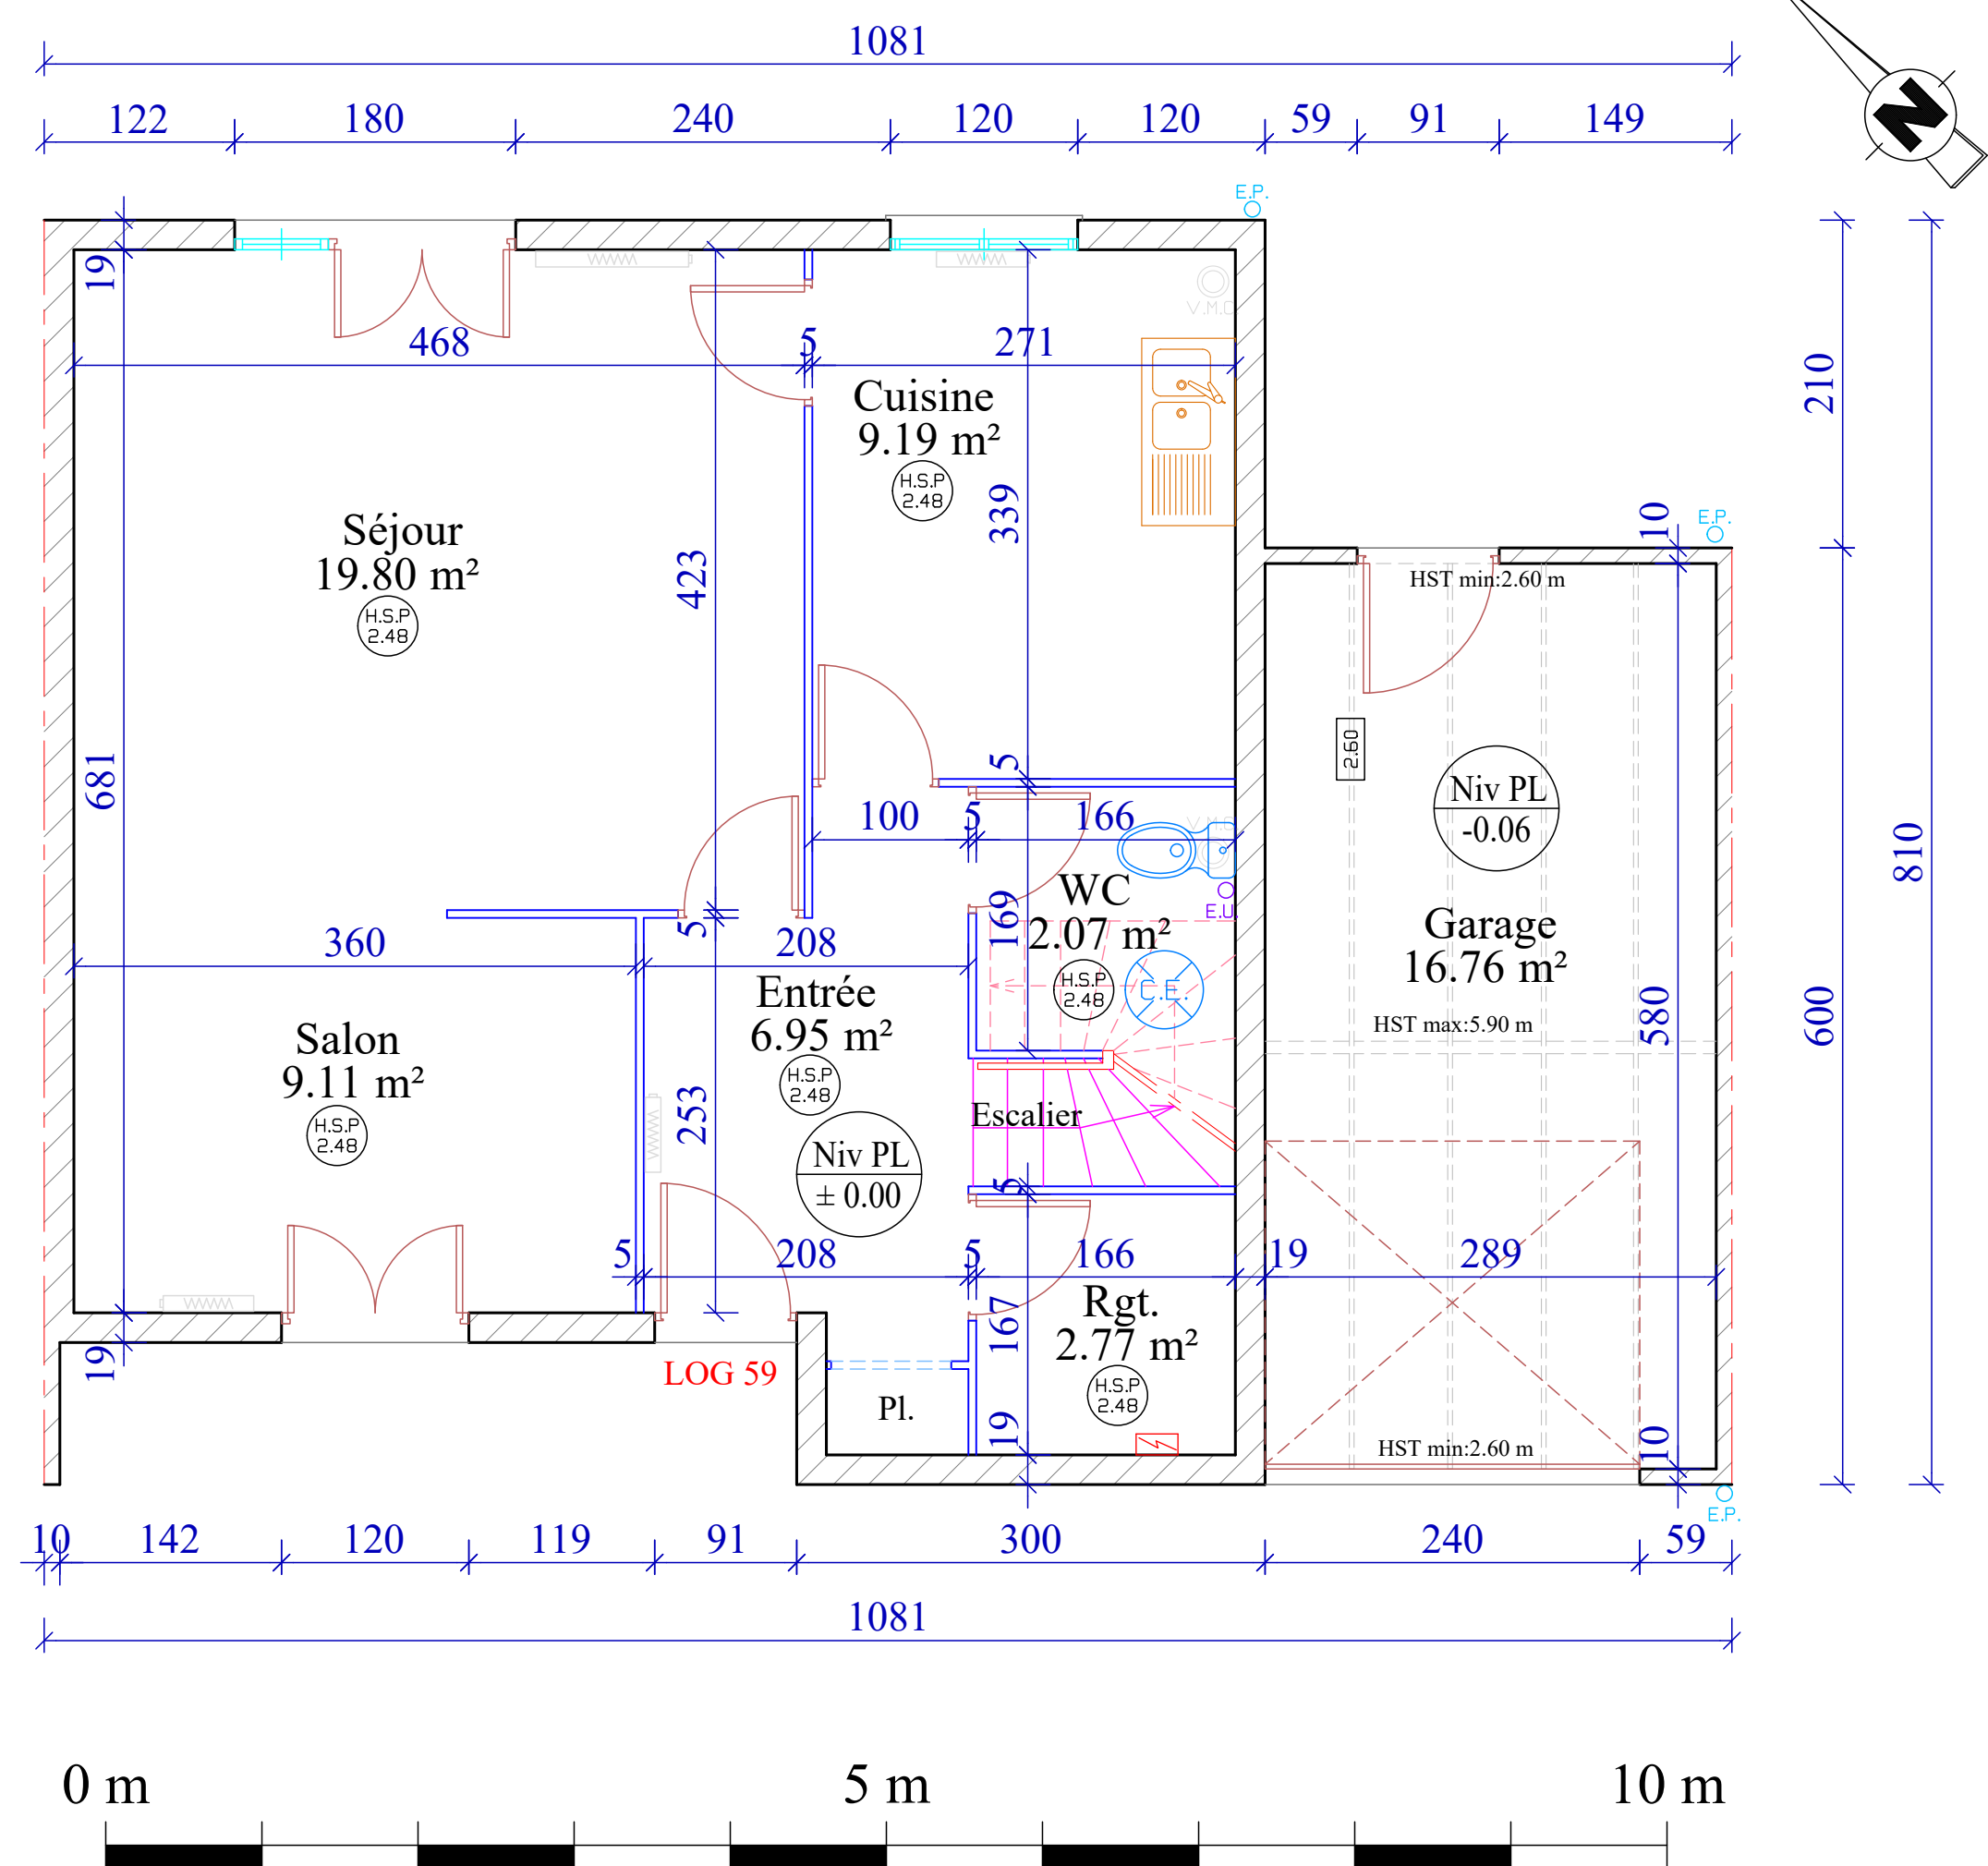 1081
122 180 240 120 120 59 91 149
N
E.P.
19
V.M.C
468 5 271
Cuisine
9.19 m²
H.S.P
2.48
210
339
10
E.P.
Séjour
19.80 m²
H.S.P
2.48
423
HST min:2.60 m
681
5
2.60
Niv PL
-0.06
100 5 166
V.M.C
810
WC
2.07 m²
H.S.P
2.48
169
E.U.
C.E.
Garage
16.76 m²
5
360 208
Entrée
6.95 m²
H.S.P
2.48
HST max:5.90 m
580
600
Salon
9.11 m²
H.S.P
2.48
253
Escalier
Niv PL
± 0.00
5
5 208 5 166 19 289
Rgt.
2.77 m²
H.S.P
2.48
167
19
LOG 59
Pl.
19
HST min:2.60 m
10
E.P.
10 142 120 119 91 300 240 59
1081
0 m 5 m 10 m